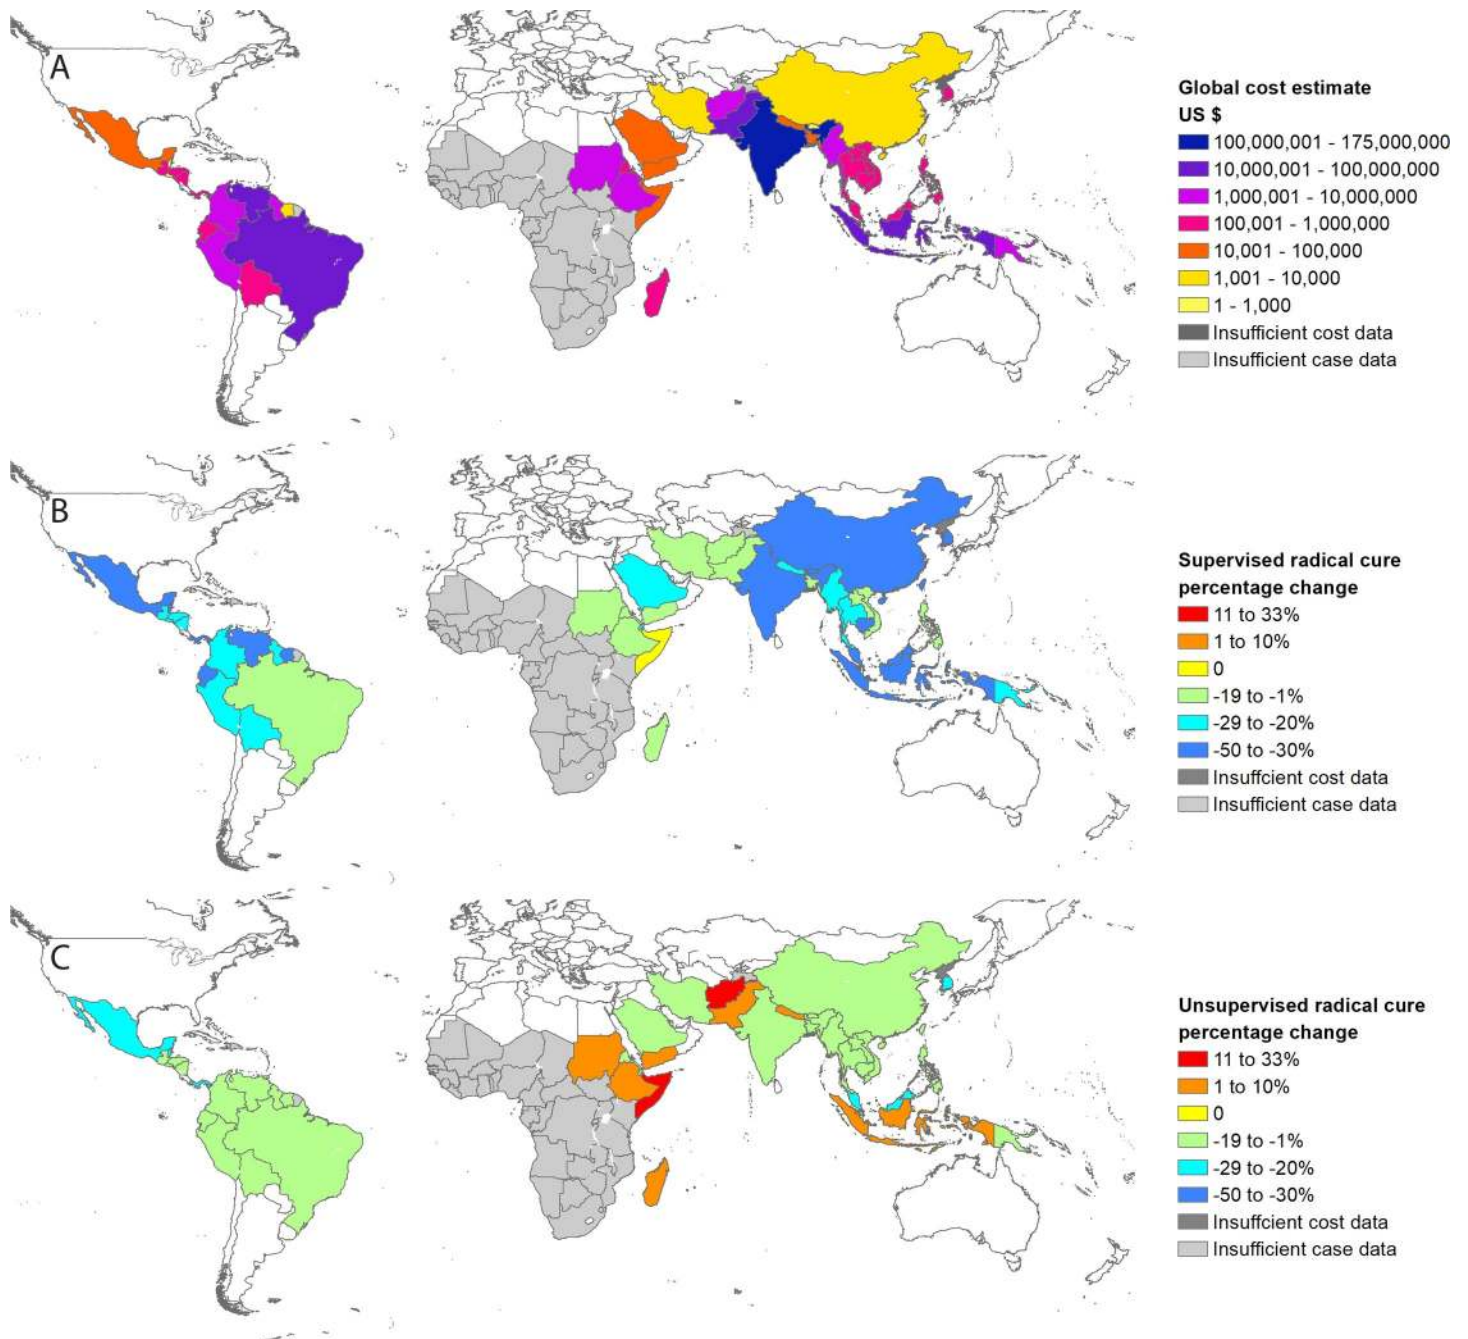 A
Global cost estimate
US $
100,000,001 - 175,000,000
10,000,001 - 100,000,000
1,000,001 - 10,000,000
100,001 - 1,000,000
10,001 - 100,000
1,001 - 10,000
1 - 1,000
Insufficient cost data
Insufficient case data
B
Supervised radical cure
percentage change
11 to 33%
1 to 10%
0
-19 to -1%
-29 to -20%
-50 to -30%
Insuffcient cost data
Insufficient case data
C
Unsupervised radical cure
percentage change
11 to 33%
1 to 10%
0
-19 to -1%
-29 to -20%
-50 to -30%
Insuffcient cost data
Insufficient case data